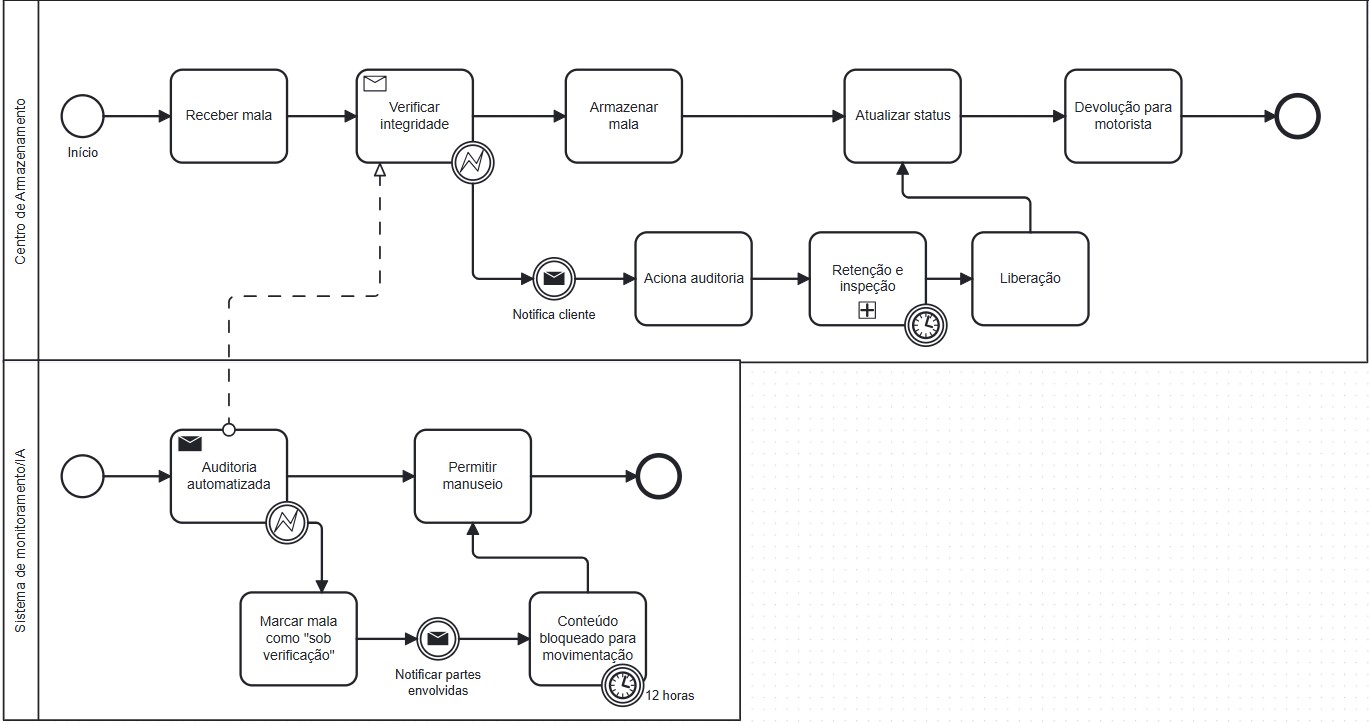 Centro de Armazenamento
Início
Receber mala
Verificar
integridade
Armazenar
mala
Atualizar status
Devolução para
motorista
Notifica cliente
Aciona auditoria
Retenção e
inspeção
Liberação
Sistema de monitoramento/IA
Auditoria
automatizada
Permitir
manuseio
Marcar mala
como "sob
verificação"
Notificar partes
envolvidas
Conteúdo
bloqueado para
movimentação
12 horas